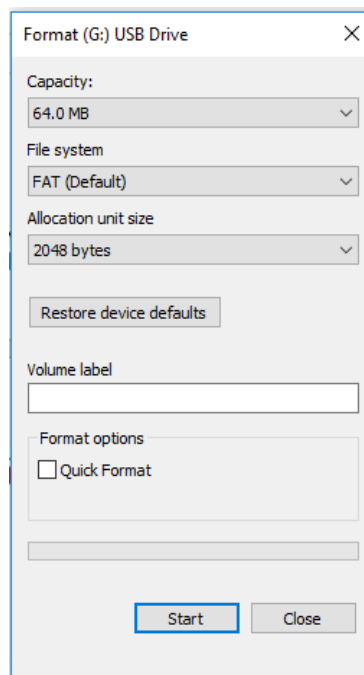 Format (G:) USB Drive
Capacity:
64.0 MB
File system
FAT (Default)
Allocation unit size
2048 bytes
Restore device defaults
Volume label
Format options
Quick Format
Start Close